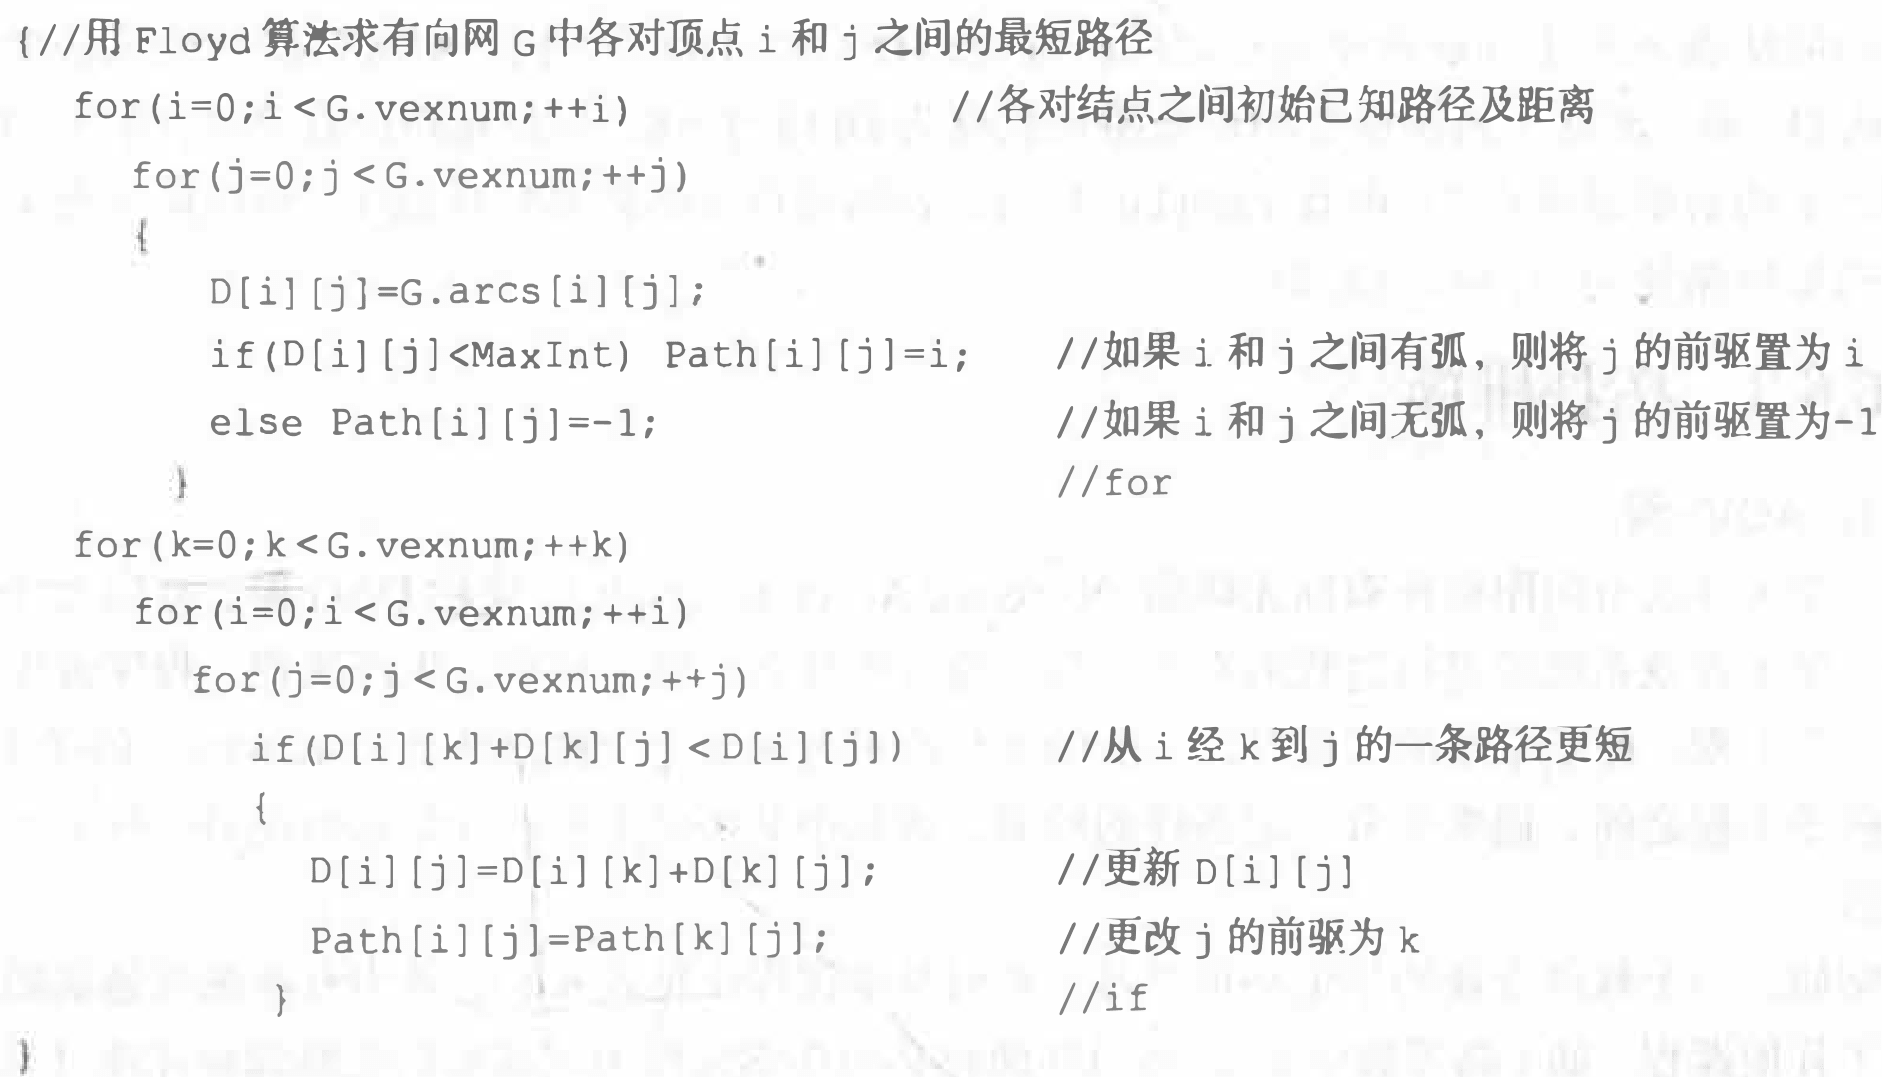 {//用 Floyd 算法求有向网 G 中各对顶点 i 和 j 之间的最短路径
for(i=0;i<G.vexnum;++i) //各对结点之间初始已知路径及距离
for(j=0;j<G.vexnum;++j)
{
D[i][j]=G.arcs[i][j];
if(D[i][j]<MaxInt) Path[i][j]=i; //如果 i 和 j 之间有弧，则将 j 的前驱置为 i
else Path[i][j]=-1; //如果 i 和 j 之间无弧，则将 j 的前驱置为-1
} //for
for(k=0;k<G.vexnum;++k)
for(i=0;i<G.vexnum;++i)
for(j=0;j<G.vexnum;++j)
if(D[i][k]+D[k][j]<D[i][j]) //从 i 经 k 到 j 的一条路径更短
{
D[i][j]=D[i][k]+D[k][j]; //更新 D[i][j]
Path[i][j]=Path[k][j]; //更改 j 的前驱为 k
} //if
}